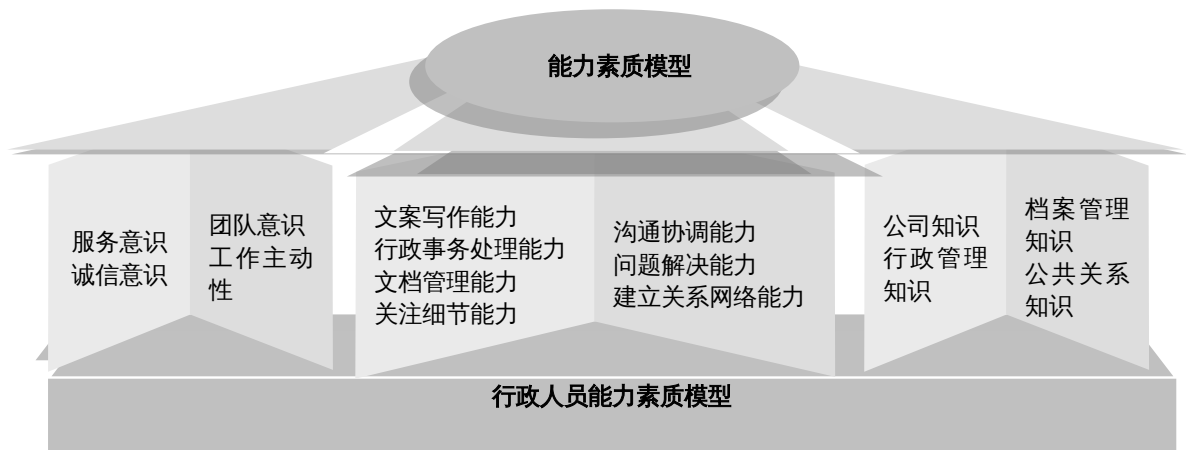 能力素质模型
服务意识
诚信意识
团队意识
工作主动
性
文案写作能力
行政事务处理能力
文档管理能力
关注细节能力
沟通协调能力
问题解决能力
建立关系网络能力
公司知识
行政管理
知识
档案管理
知识
公共关系
知识
行政人员能力素质模型